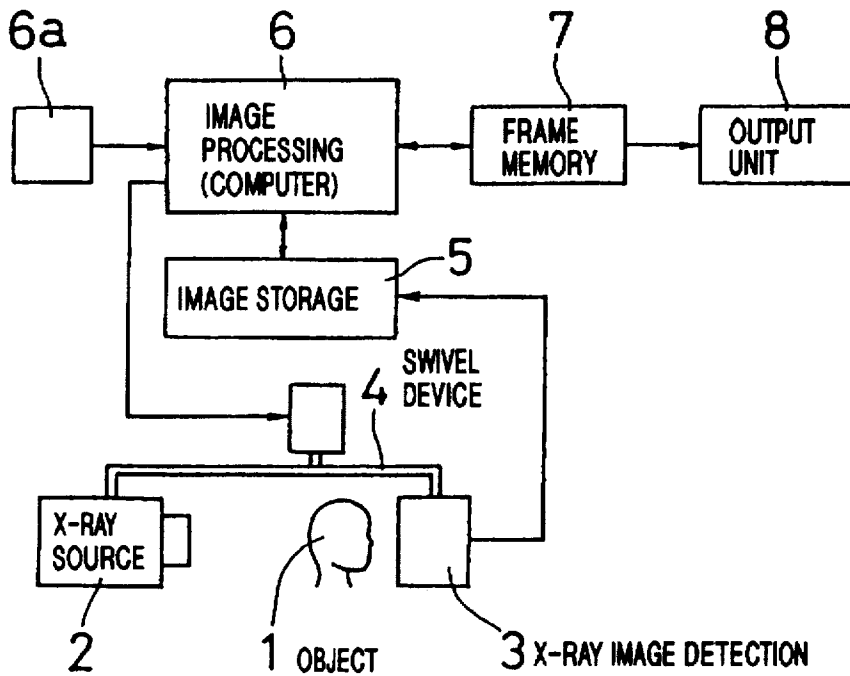 6a
6
7
8
IMAGE
PROCESSING
(COMPUTER)
FRAME
MEMORY
OUTPUT
UNIT
5
IMAGE STORAGE
4 SWIVEL
DEVICE
X-RAY
SOURCE
2
1 OBJECT
3 X-RAY IMAGE DETECTION